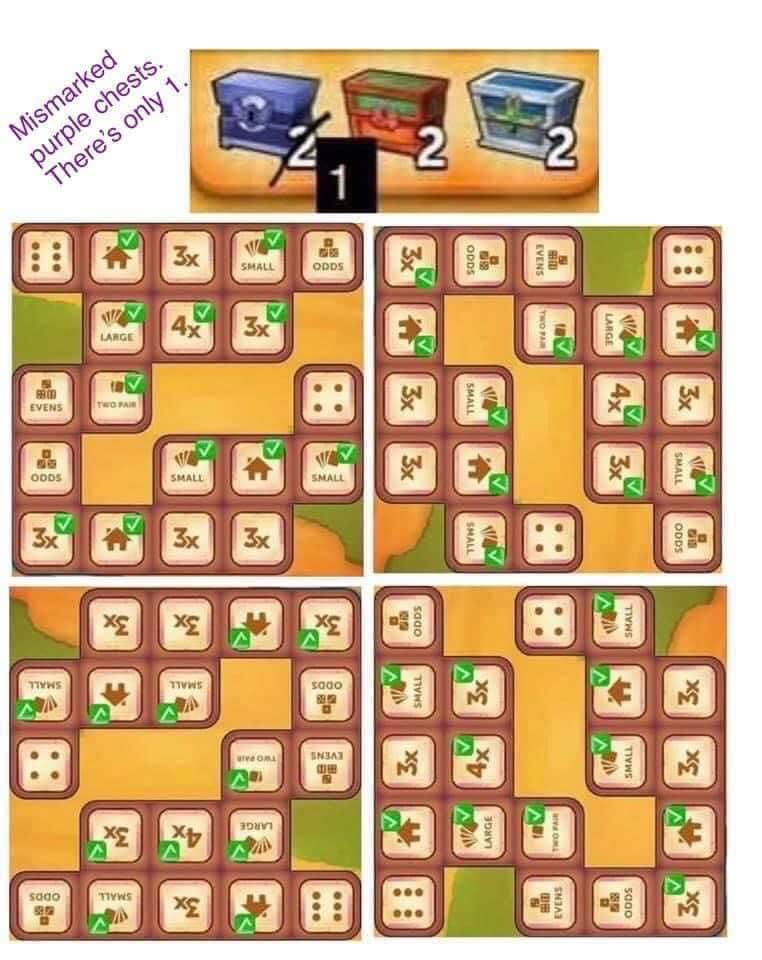 Mismarked
purple chests.
There's only 1.
2 2 2
1
3x SMALL ODDS
LARGE 4x 3x
EVENS TWO PAIR
ODDS SMALL SMALL
3x 3x 3x
3x ODDS EVENS
TWO PAIR LARGE
3x SMALL 4x 3x
3x 3x SMALL
SMALL ODDS
3x 3x 3x
SMALL SMALL ODDS
TWO PAIR EVENS
3x 4x LARGE
ODDS SMALL 3x
ODDS SMALL
SMALL 3x 3x
3x 4x SMALL 3x
LARGE TWO PAIR
EVENS ODDS 3x